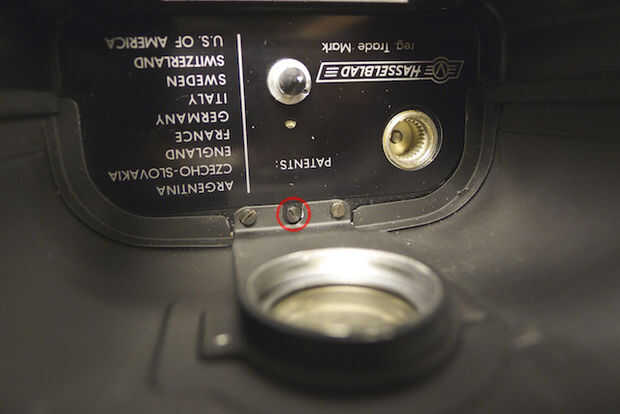 PATENTS:
ARGENTINA
CZECHO-SLOVAKIA
ENGLAND
FRANCE
GERMANY
ITALY
SWEDEN
SWITZERLAND
U.S. OF AMERICA
HASSELBLAD
reg. Trade Mark